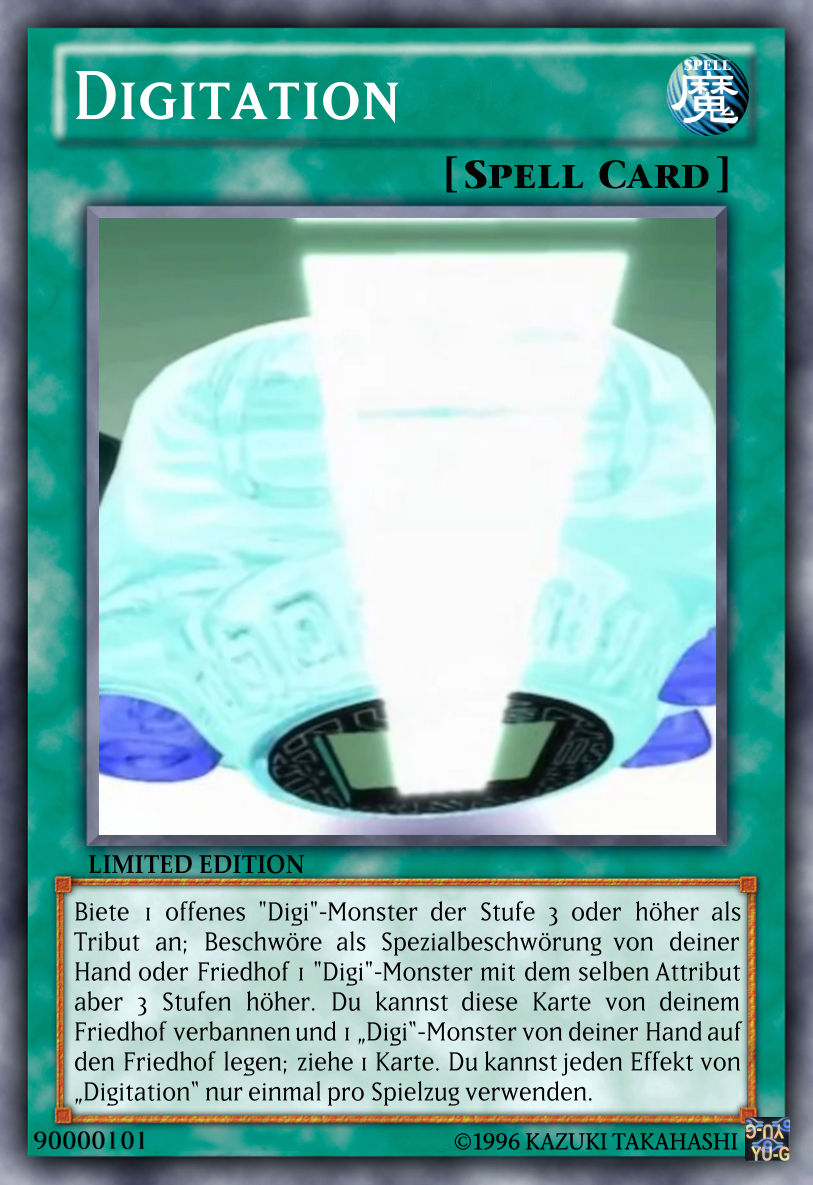 Digitation
SPELL
魔
[Spell Card]
LIMITED EDITION
Biete 1 offenes "Digi"-Monster der Stufe 3 oder höher als
Tribut an; Beschwöre als Spezialbeschwörung von deiner
Hand oder Friedhof 1 "Digi"-Monster mit dem selben Attribut
aber 3 Stufen höher. Du kannst diese Karte von deinem
Friedhof verbannen und 1 „Digi“-Monster von deiner Hand auf
den Friedhof legen; ziehe 1 Karte. Du kannst jeden Effekt von
„Digitation“ nur einmal pro Spielzug verwenden.
90000101
©1996 KAZUKI TAKAHASHI
YU-G
YU-G